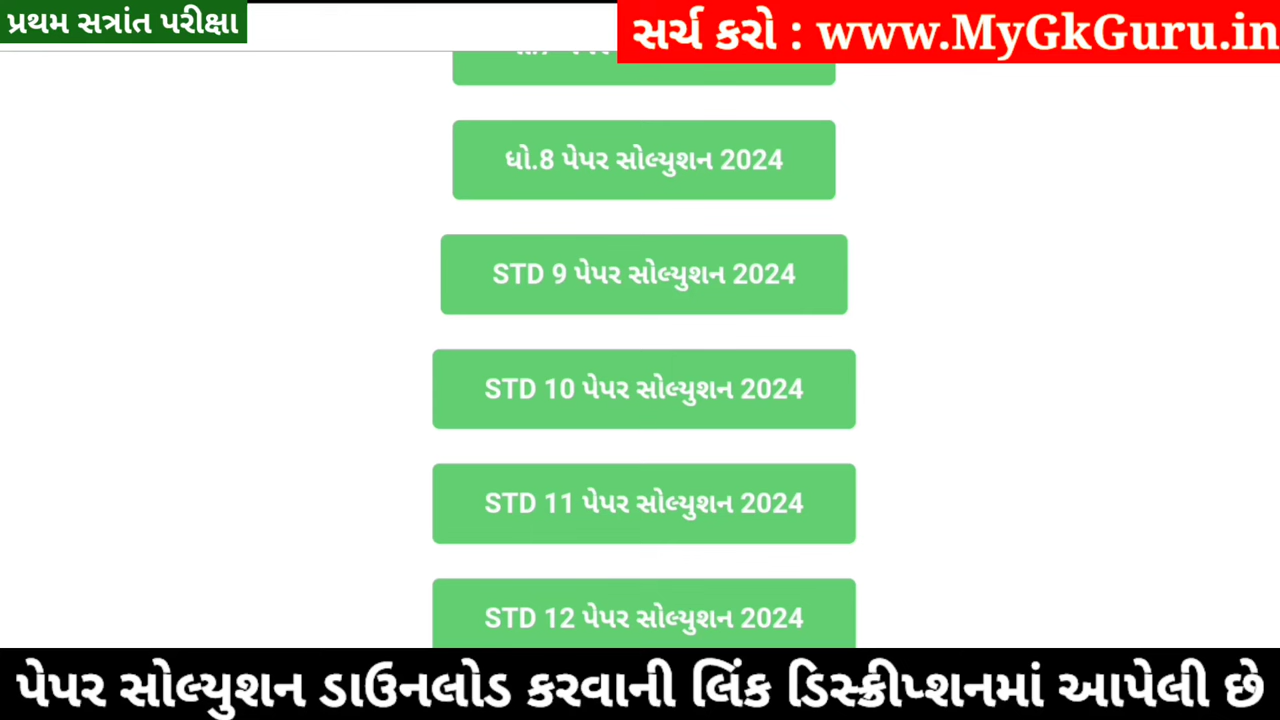 પ્રથમ સત્રાંત પરીક્ષા
સર્ચ કરો : www.MyGkGuru.in
ધો.8 પેપર સોલ્યુશન 2024
STD 9 પેપર સોલ્યુશન 2024
STD 10 પેપર સોલ્યુશન 2024
STD 11 પેપર સોલ્યુશન 2024
STD 12 પેપર સોલ્યુશન 2024
પેપર સોલ્યુશન ડાઉનલોડ કરવાની લિંક ડિસ્ક્રીપ્શનમાં આપેલી છે